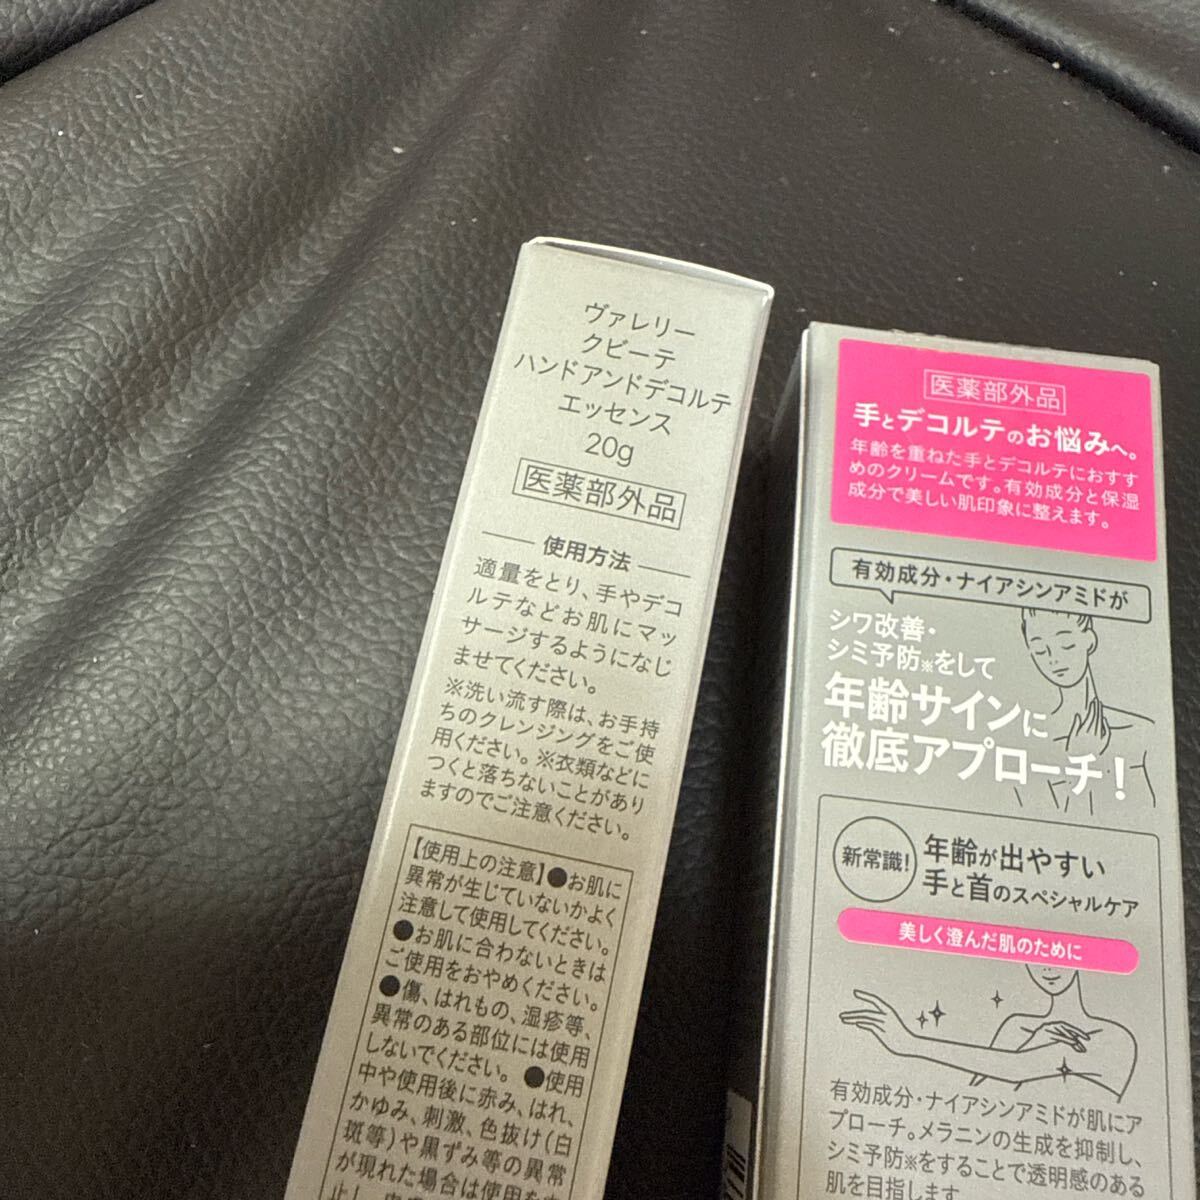 ヴァレリー
クビーテ
ハンドアンドデコルテ
エッセンス
20g
医薬部外品
使用方法
適量をとり、手やデコ
ルテなどお肌にマッ
サージするようになじ
ませてください。
※洗い流す際は、お手持
ちのクレンジングをご使
用ください。※衣類などに
つくと落ちないことがあり
ますのでご注意ください。
【使用上の注意】●お肌に
異常が生じていないかよく
注意して使用してください。
●お肌に合わないときは
ご使用をおやめください。
●傷、はれもの、湿疹等、
異常のある部位には使用
しないでください。●使用
中や使用後に赤み、はれ、
かゆみ、刺激、色抜け(白
斑等)や黒ずみ等の異常
が現れた場合は使用を中
止し、
医薬部外品
手とデコルテのお悩みへ。
年齢を重ねた手とデコルテにおすす
めのクリームです。有効成分と保湿
成分で美しい肌印象に整えます。
有効成分・ナイアシンアミドが
シワ改善・
シミ予防※をして
年齢サインに
徹底アプローチ!
新常識!
年齢が出やすい
手と首のスペシャルケア
美しく澄んだ肌のために
有効成分・ナイアシンアミドが肌にア
プローチ。メラニンの生成を抑制し、
シミ予防※をすることで透明感のある
肌を目指します